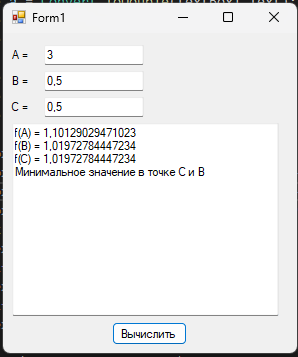 Form1
A = 3
B = 0,5
C = 0,5
f(A) = 1,10129029471023
f(B) = 1,01972784447234
f(C) = 1,01972784447234
Минимальное значение в точке C и B
Вычислить